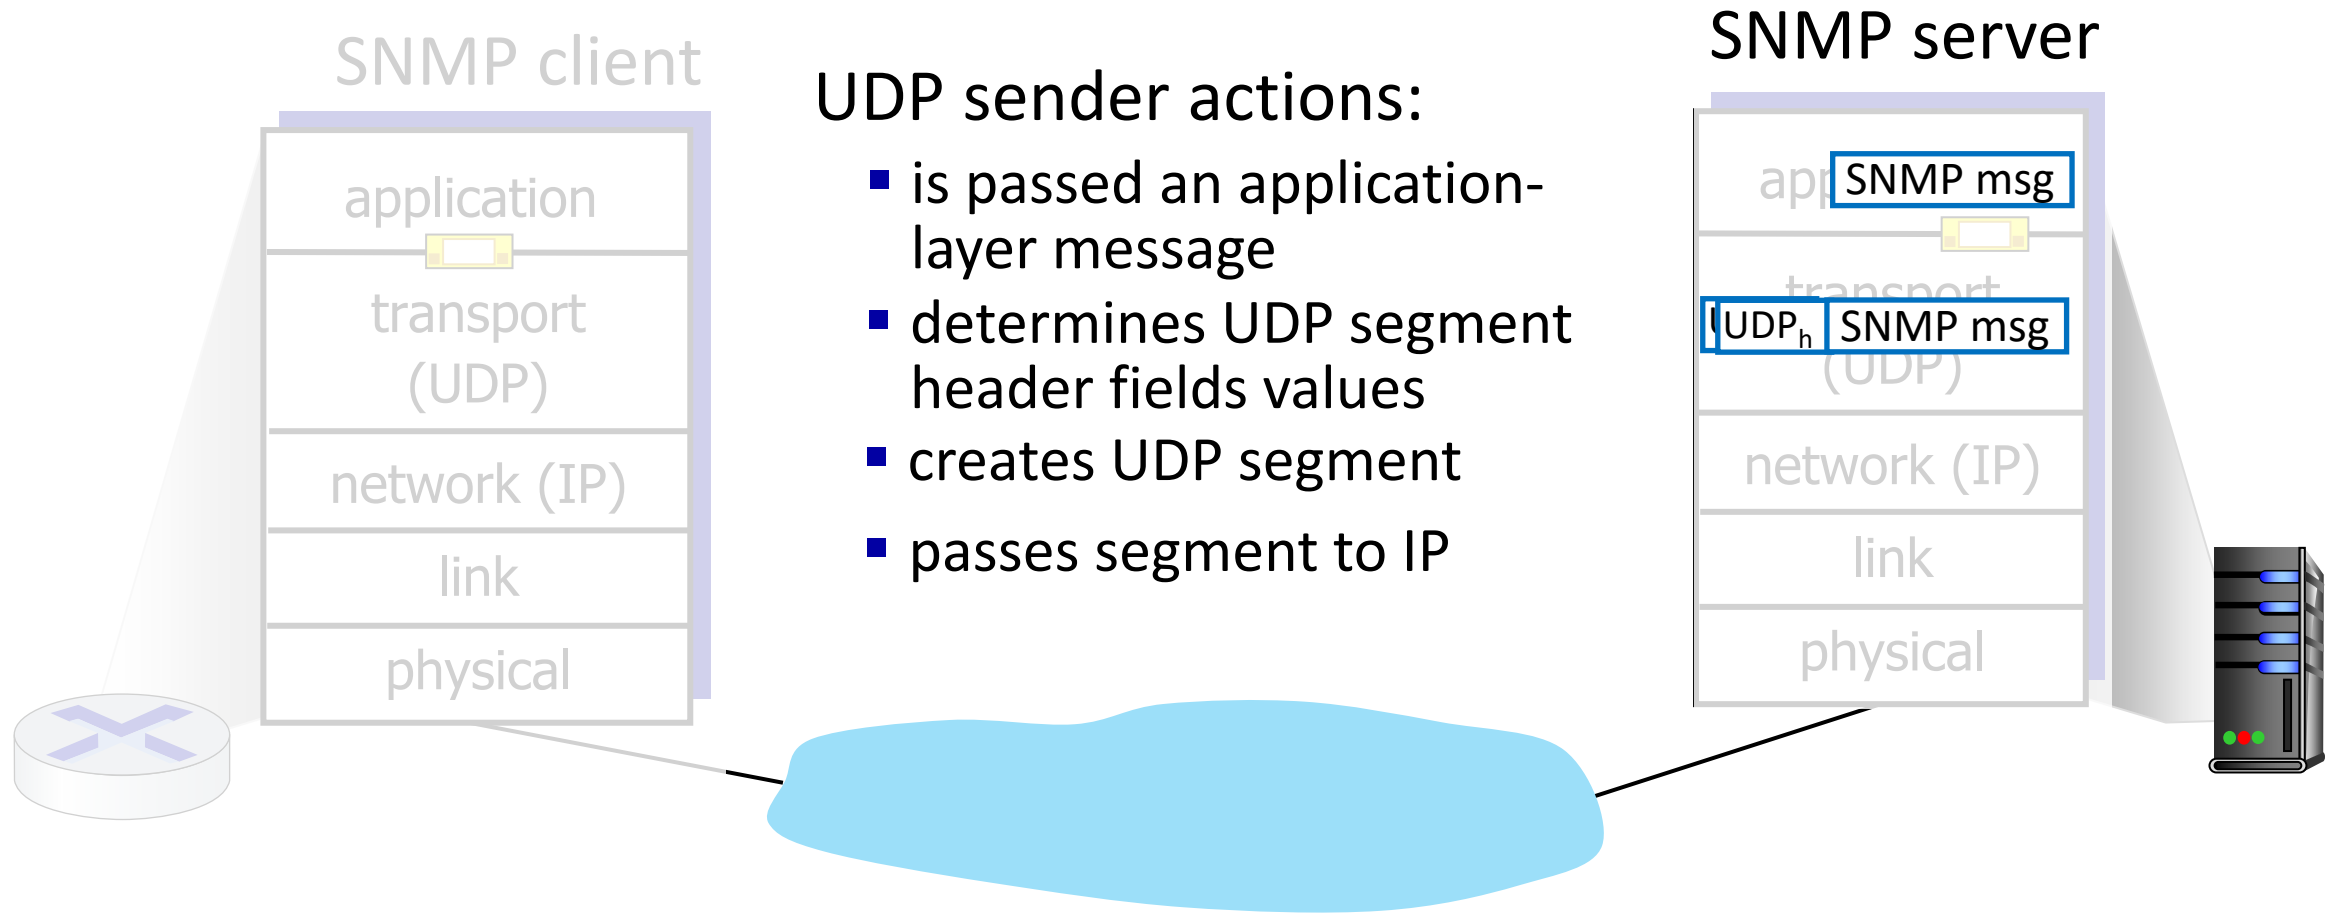 SNMP client
application
transport
(UDP)
network (IP)
link
physical
UDP sender actions:
is passed an application-
layer message
determines UDP segment
header fields values
creates UDP segment
passes segment to IP
SNMP server
SNMP msg
transport
UDPh SNMP msg
(UDP)
network (IP)
link
physical